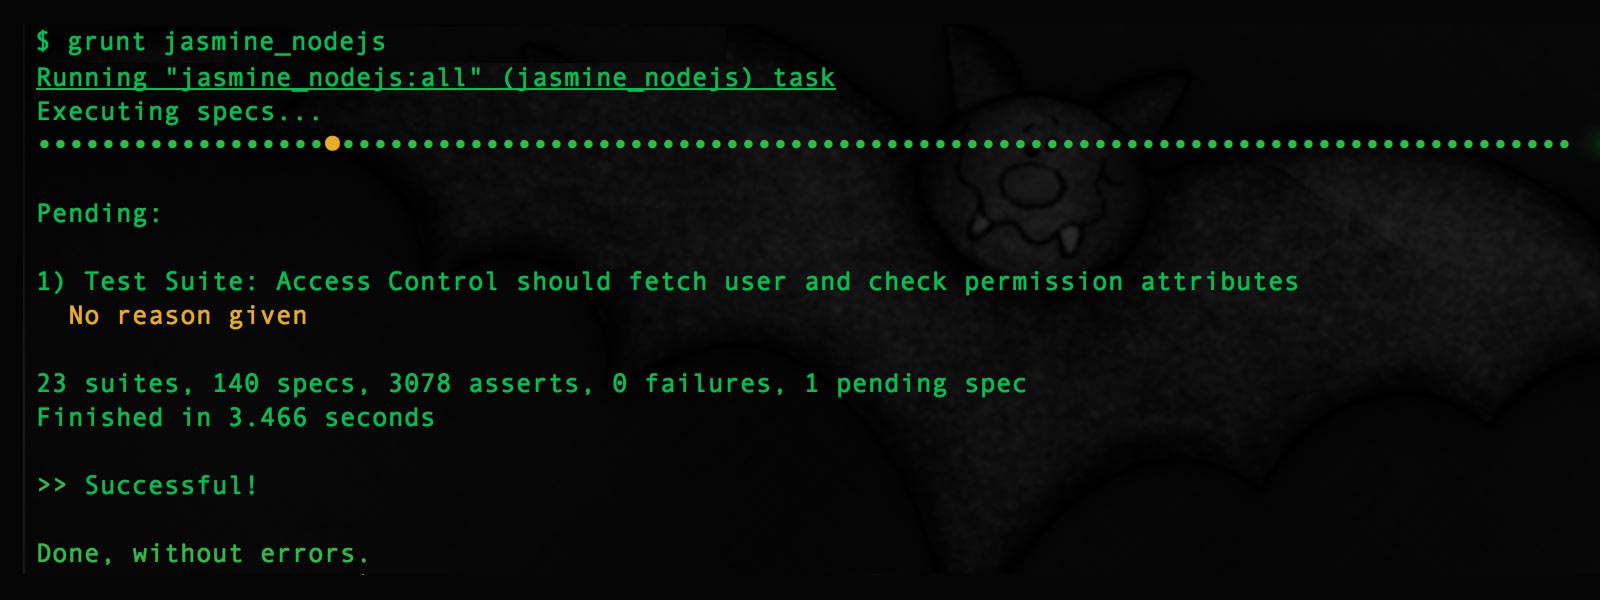 $ grunt jasmine_nodejs
Running "jasmine_nodejs:all" (jasmine_nodejs) task
Executing specs...
Pending:
1) Test Suite: Access Control should fetch user and check permission attributes
No reason given
23 suites, 140 specs, 3078 asserts, 0 failures, 1 pending spec
Finished in 3.466 seconds
>> Successful!
Done, without errors.